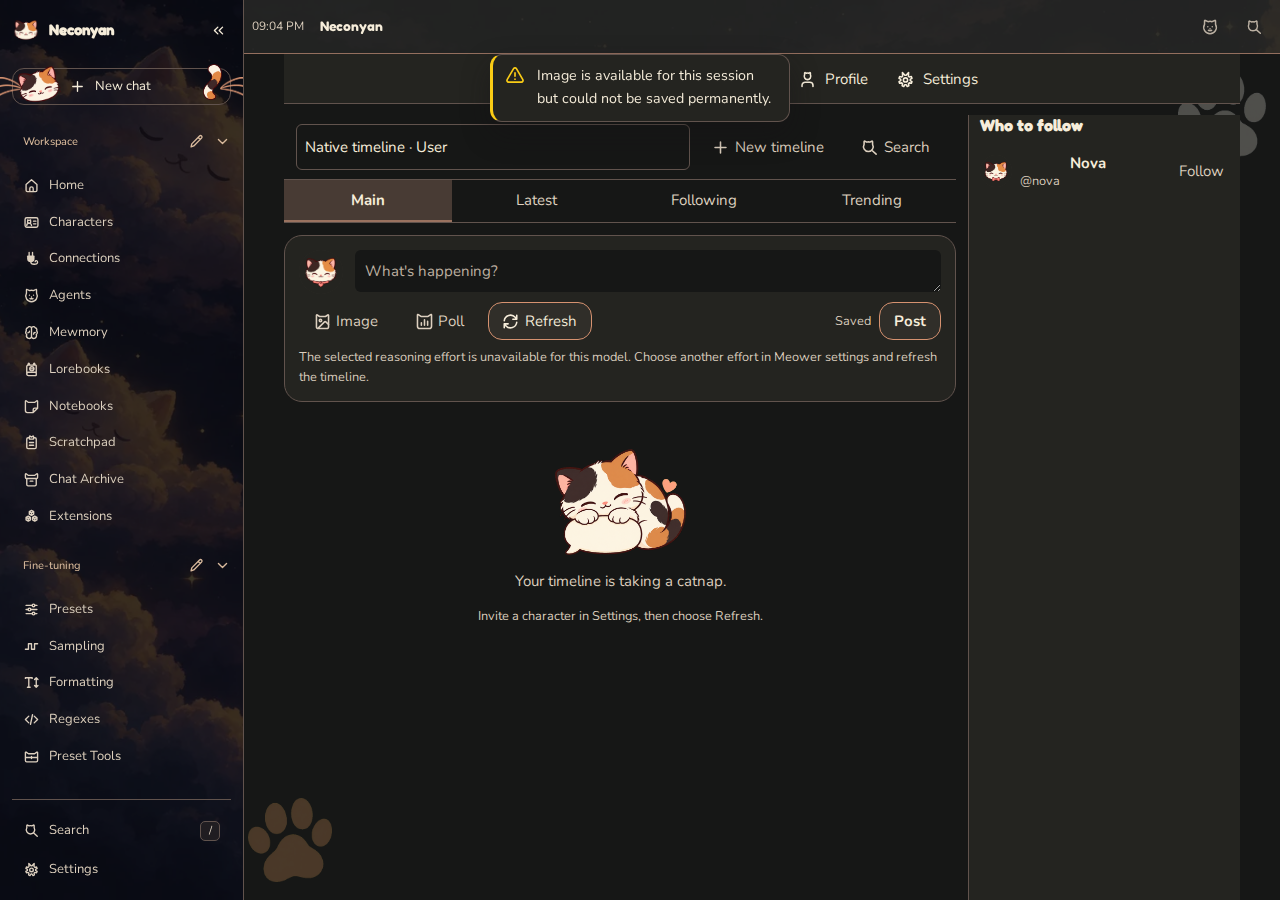 Neconyan
New chat
Workspace
Home
Characters
Connections
Agents
Mewmory
Lorebooks
Notebooks
Scratchpad
Chat Archive
Extensions
Fine-tuning
Presets
Sampling
Formatting
Regexes
Preset Tools
Search
/
Settings
09:04 PM
Neconyan
Image is available for this session
but could not be saved permanently.
Profile
Settings
Native timeline · User
New timeline
Search
Main
Latest
Following
Trending
What's happening?
Image
Poll
Refresh
Saved
Post
The selected reasoning effort is unavailable for this model. Choose another effort in Meower settings and refresh
the timeline.
Your timeline is taking a catnap.
Invite a character in Settings, then choose Refresh.
Who to follow
Nova
@nova
Follow